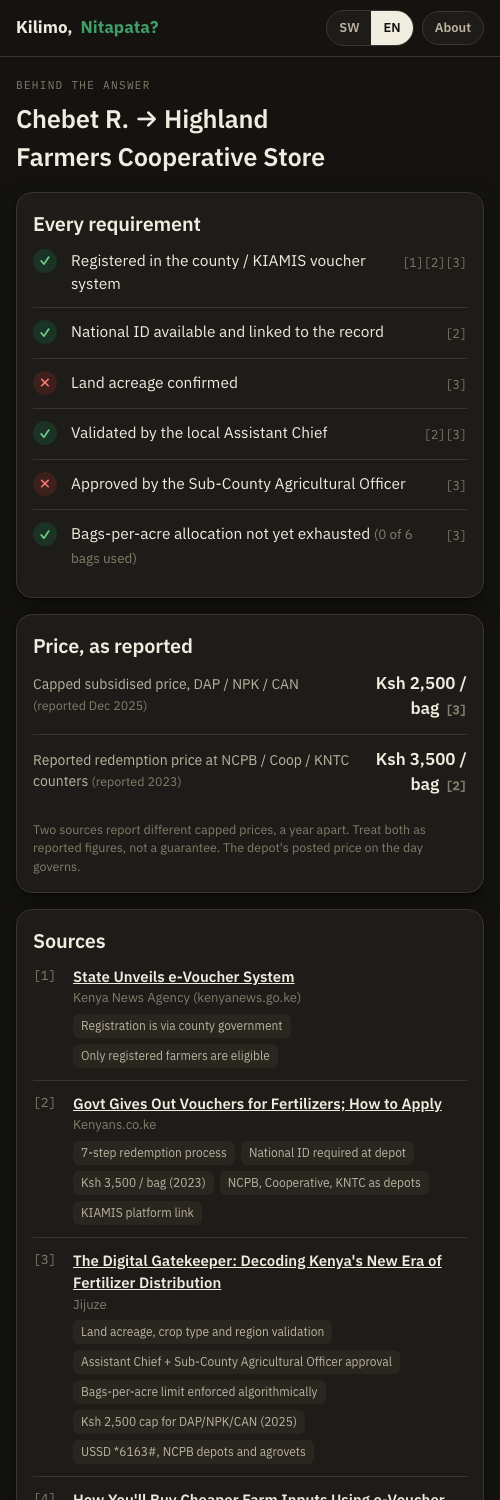 Kilimo, Nitapata?
SW EN About
BEHIND THE ANSWER
Chebet R. → Highland
Farmers Cooperative Store
Every requirement
Registered in the county / KIAMIS voucher [1][2][3]
system
National ID available and linked to the record [2]
Land acreage confirmed [3]
Validated by the local Assistant Chief [2][3]
Approved by the Sub-County Agricultural Officer [3]
Bags-per-acre allocation not yet exhausted (0 of 6 [3]
bags used)
Price, as reported
Capped subsidised price, DAP / NPK / CAN Ksh 2,500 /
(reported Dec 2025) bag [3]
Reported redemption price at NCPB / Coop / KNTC Ksh 3,500 /
counters (reported 2023) bag [2]
Two sources report different capped prices, a year apart. Treat both as
reported figures, not a guarantee. The depot's posted price on the day
governs.
Sources
[1] State Unveils e-Voucher System
Kenya News Agency (kenyanews.go.ke)
Registration is via county government
Only registered farmers are eligible
[2] Govt Gives Out Vouchers for Fertilizers; How to Apply
Kenyans.co.ke
7-step redemption process National ID required at depot
Ksh 3,500 / bag (2023) NCPB, Cooperative, KNTC as depots
KIAMIS platform link
[3] The Digital Gatekeeper: Decoding Kenya's New Era of
Fertilizer Distribution
Jijuze
Land acreage, crop type and region validation
Assistant Chief + Sub-County Agricultural Officer approval
Bags-per-acre limit enforced algorithmically
Ksh 2,500 cap for DAP/NPK/CAN (2025)
USSD *6163#, NCPB depots and agrovets
[4] How You'll Buy Cheaper Farm Inputs Using e-Voucher